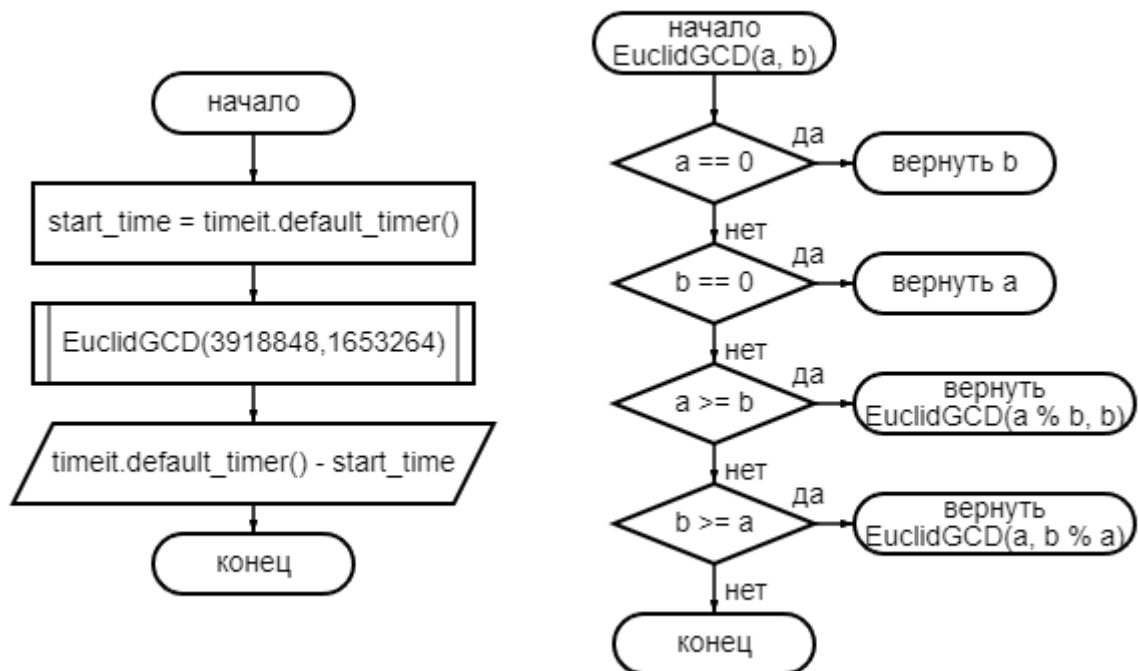 начало
start_time = timeit.default_timer()
EuclidGCD(3918848,1653264)
timeit.default_timer() - start_time
конец
начало
EuclidGCD(a, b)
a == 0
да
вернуть b
нет
b == 0
да
вернуть a
нет
a >= b
да
вернуть
EuclidGCD(a % b, b)
нет
b >= a
да
вернуть
EuclidGCD(a, b % a)
нет
конец